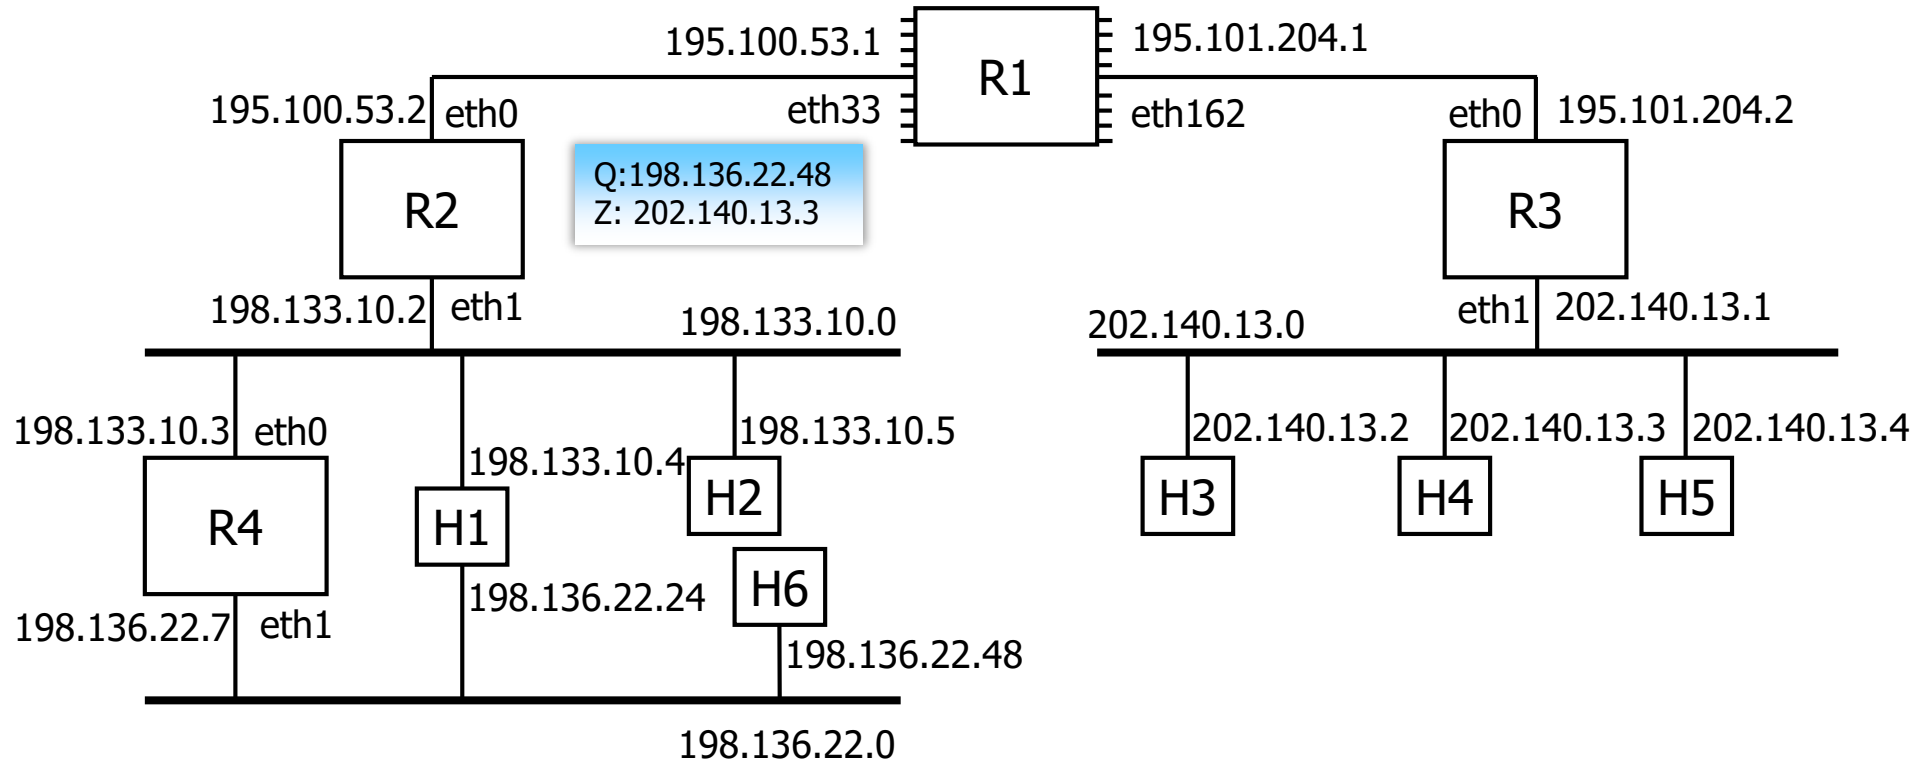 195.100.53.1
R1
195.101.204.1
195.100.53.2
eth0
eth33
eth162
eth0
195.101.204.2
Q:198.136.22.48
Z: 202.140.13.3
R2
R3
198.133.10.2
eth1
198.133.10.0
202.140.13.0
eth1
202.140.13.1
198.133.10.3
eth0
198.133.10.4
198.133.10.5
202.140.13.2
202.140.13.3
202.140.13.4
R4
H1
H2
H3
H4
H5
H6
198.136.22.7
eth1
198.136.22.24
198.136.22.48
198.136.22.0